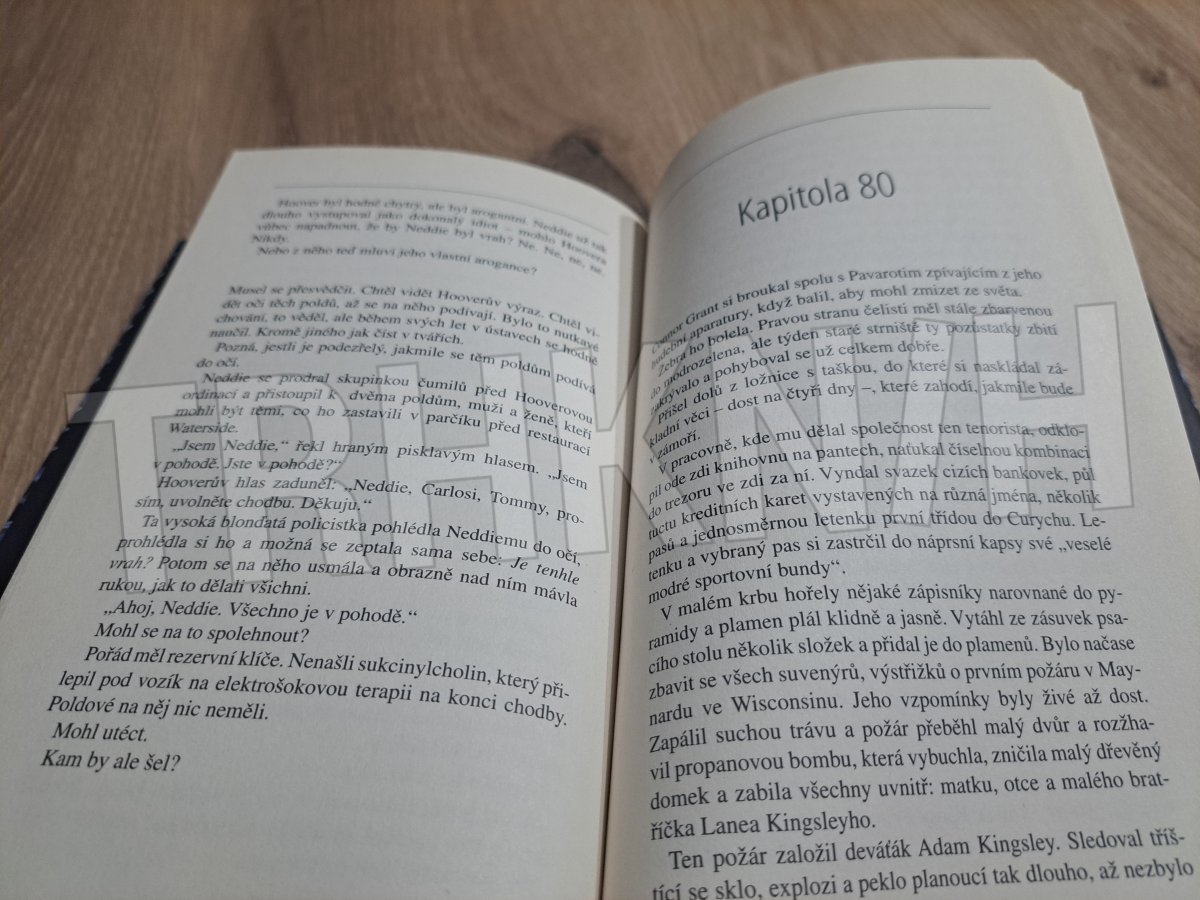 Hoover byl hodně chytrý, ale byl arogantní. Neddie už tak
dlouho vystupoval jako dokonalý idiot – mohlo Hoovera
vůbec napadnout, že by Neddie byl vrah? Ne. Ne, ne, ne.
Nikdy.
Nebo z něho teď mluví jeho vlastní arogance?
Musel se přesvědčit. Chtěl vidět Hooverův výraz. Chtěl vi-
dět oči těch poldů, až se na něho podívají. Bylo to nutkavé
chování, to věděl, ale během svých let v ústavech se hodně
naučil. Kromě jiného jak číst v tvářích.
Pozná, jestli je podezřelý, jakmile se těm poldům podívá
do očí.
Neddie se prodral skupinkou čumilů před Hooverovou
ordinací a přistoupil k dvěma poldům, muži a ženě, kteří
mohli být těmi, co ho zastavili v parčíku před restaurací
Waterside.
„Jsem Neddie,“ řekl hraným pisklavým hlasem. „Jsem
v pohodě. Jste v pohodě?“
Hooverův hlas zaduněl: „Neddie, Carlosi, Tommy, pro-
sím, uvolněte chodbu. Děkuju.“
Ta vysoká blonďatá policistka pohlédla Neddiemu do očí,
prohlédla si ho a možná se zeptala sama sebe: Je tenhle
vrah? Potom se na něho usmála a obrazně nad ním mávla
rukou, jak to dělali všichni.
„Ahoj, Neddie. Všechno je v pohodě.“
Mohl se na to spolehnout?
Pořád měl rezervní klíče. Nenašli sukcinylcholin, který při-
lepil pod vozík na elektrošokovou terapii na konci chodby.
Poldové na něj nic neměli.
Mohl utéct.
Kam by ale šel?
Kapitola 80
Connor Grant si broukal spolu s Pavarotim zpívajícím z jeho
hudební aparatury, když balil, aby mohl zmizet ze světa.
Žebra ho bolela. Pravou stranu čelisti měl stále zbarvenou
do modrozelena, ale týden staré strniště ty pozůstatky zbití
zakrývalo a pohyboval se už celkem dobře.
Přišel dolů z ložnice s taškou, do které si naskládal zá-
kladní věci – dost na čtyři dny –, které zahodí, jakmile bude
v zámoří.
V pracovně, kde mu dělal společnost ten tenorista, odklo-
pil ode zdi knihovnu na pantech, naťukal číselnou kombinaci
do trezoru ve zdi za ní. Vyndal svazek cizích bankovek, půl
tuctu kreditních karet vystavených na různá jména, několik
pasů a jednosměrnou letenku první třídou do Curychu. Le-
tenku a vybraný pas si zastrčil do náprsní kapsy své „veselé
modré sportovní bundy“.
V malém krbu hořely nějaké zápisníky narovnané do py-
ramidy a plamen plál klidně a jasně. Vytáhl ze zásuvek psa-
cího stolu několik složek a přidal je do plamenů. Bylo načase
zbavit se všech suvenýrů, výstřižků o prvním požáru v May-
nardu ve Wisconsinu. Jeho vzpomínky byly živé až dost.
Zapálil suchou trávu a požár přeběhl malý dvůr a rozžha-
vil propanovou bombu, která vybuchla, zničila malý dřevěný
domek a zabila všechny uvnitř: matku, otce a malého brat-
říčka Lanea Kingsleyho.
Ten požár založil deváťák Adam Kingsley. Sledoval tříš-
tící se sklo, explozi a peklo planoucí tak dlouho, až nezbylo
TRHKNIH